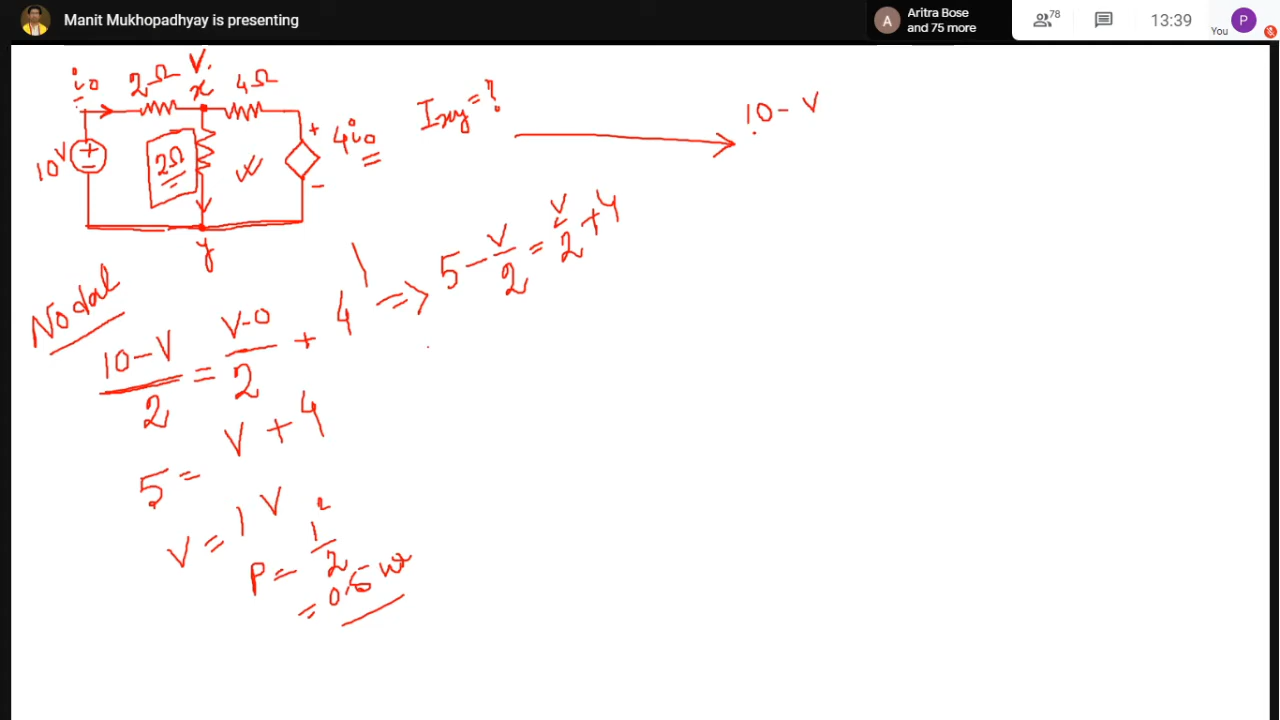 Manit Mukhopadhyay is presenting
A
Aritra Bose
and 75 more
78
13:39
You
P
i₀ 2Ω V. 4Ω
x
10V + − 2Ω + − 4i₀
y
Ixy = ?
10 - V
Nodal
10-V/2 = V-0/2 + 4 => 5 - V/2 = V/2 + 4
5 = V + 4
V = 1 V
P = 1²/2
= 0.5 W